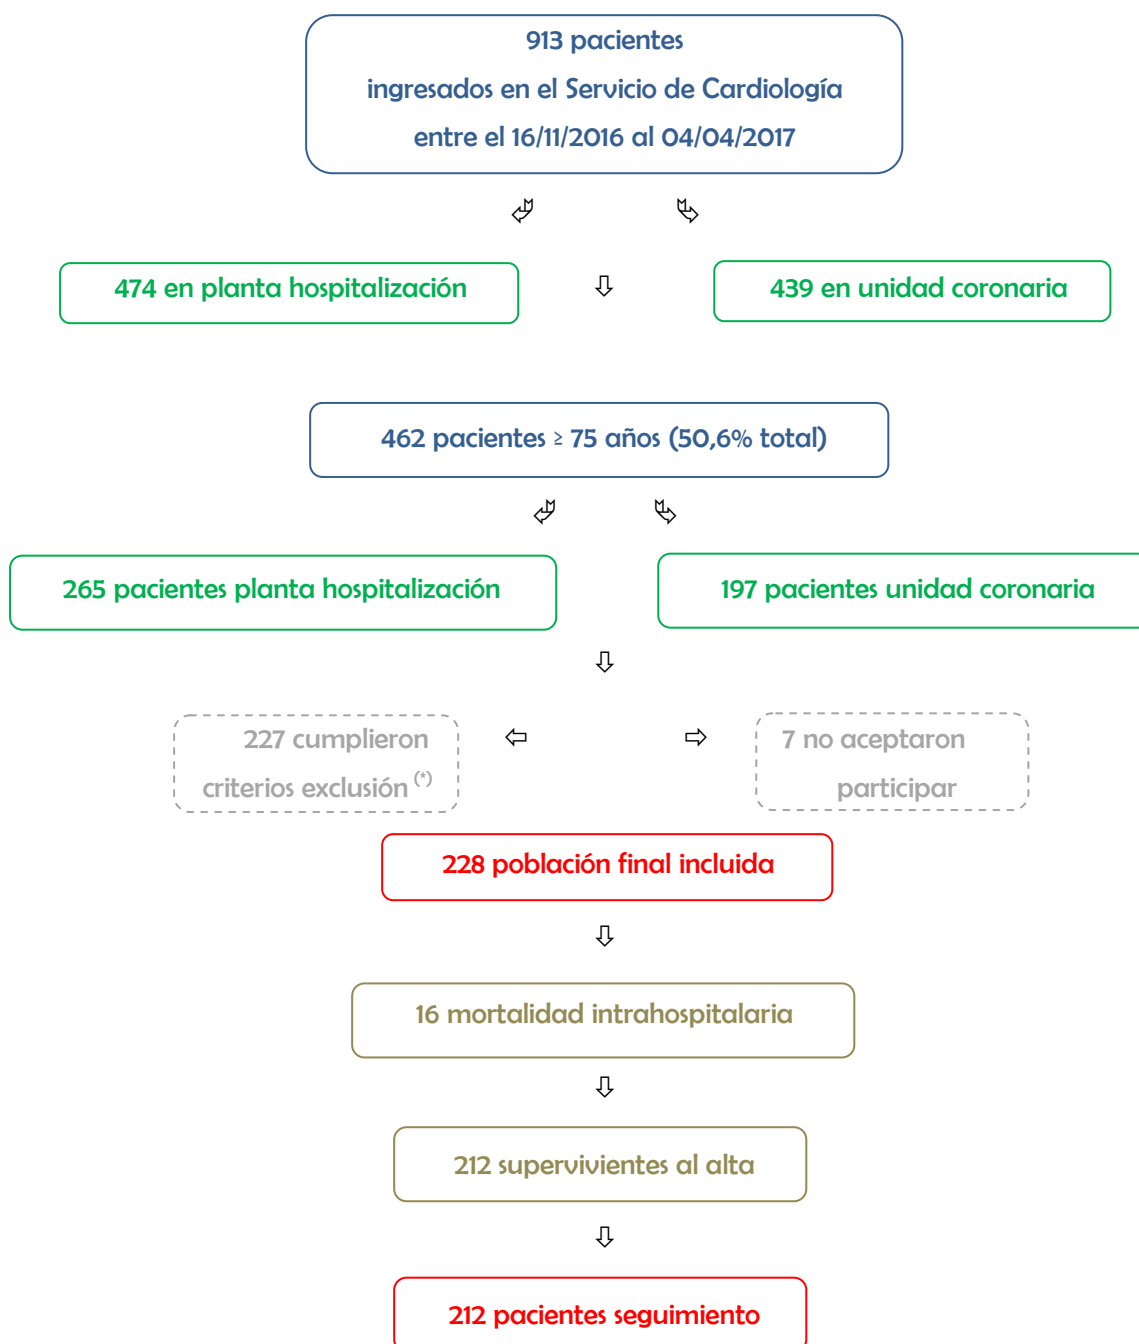 913 pacientes
ingresados en el Servicio de Cardiología
entre el 16/11/2016 al 04/04/2017
474 en planta hospitalización
439 en unidad coronaria
462 pacientes ≥ 75 años (50,6% total)
265 pacientes planta hospitalización
197 pacientes unidad coronaria
227 cumplieron
criterios exclusión (*)
7 no aceptaron
participar
228 población final incluida
16 mortalidad intrahospitalaria
212 supervivientes al alta
212 pacientes seguimiento